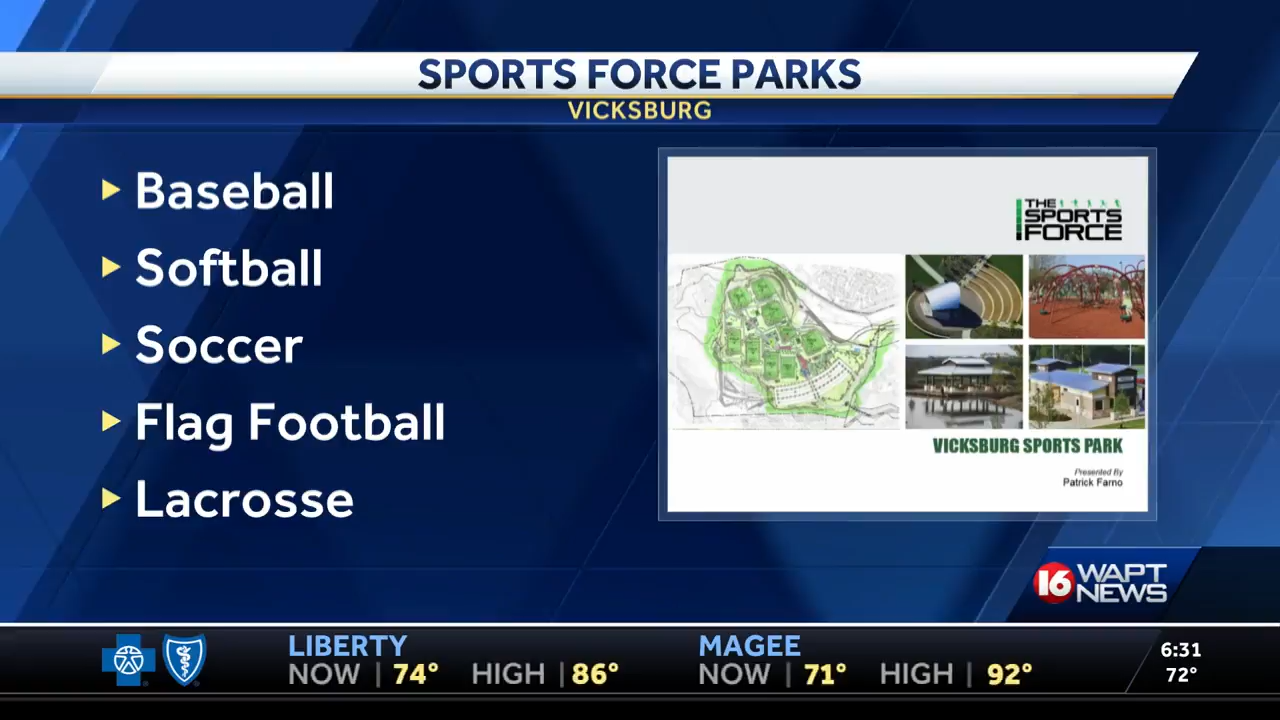 SPORTS FORCE PARKS
VICKSBURG
Baseball
Softball
Soccer
Flag Football
Lacrosse
THE
SPORTS
FORCE
VICKSBURG SPORTS PARK
Presented By
Patrick Farno
16 WAPT
NEWS
LIBERTY
NOW | 74° HIGH | 86°
MAGEE
NOW | 71° HIGH | 92°
6:31
72°